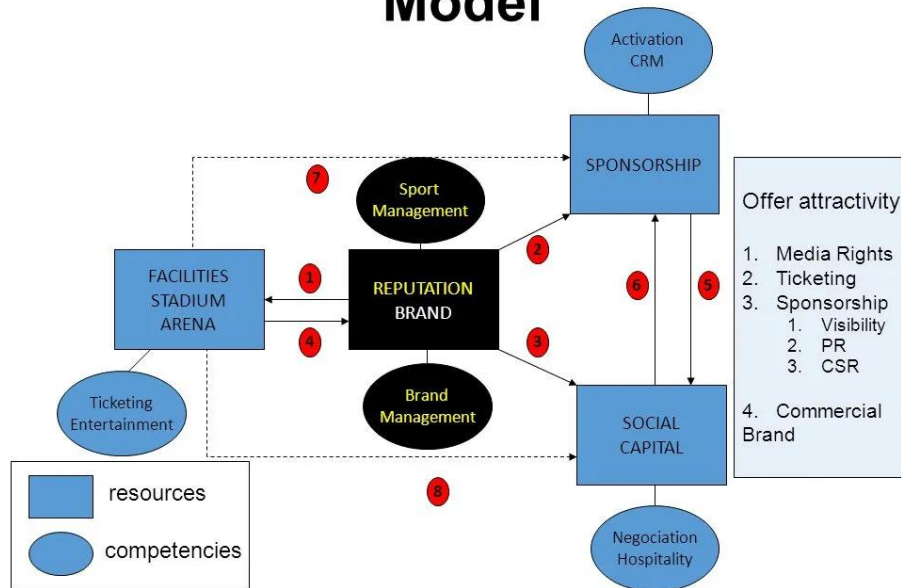 Model
Activation
CRM
SPONSORSHIP
7
Sport
Management
2
FACILITIES
STADIUM
ARENA
1
4
REPUTATION
BRAND
3
6
5
Offer attractivity
1. Media Rights
2. Ticketing
3. Sponsorship
1. Visibility
2. PR
3. CSR
4. Commercial
Brand
Ticketing
Entertainment
Brand
Management
SOCIAL
CAPITAL
8
resources
competencies
Negociation
Hospitality